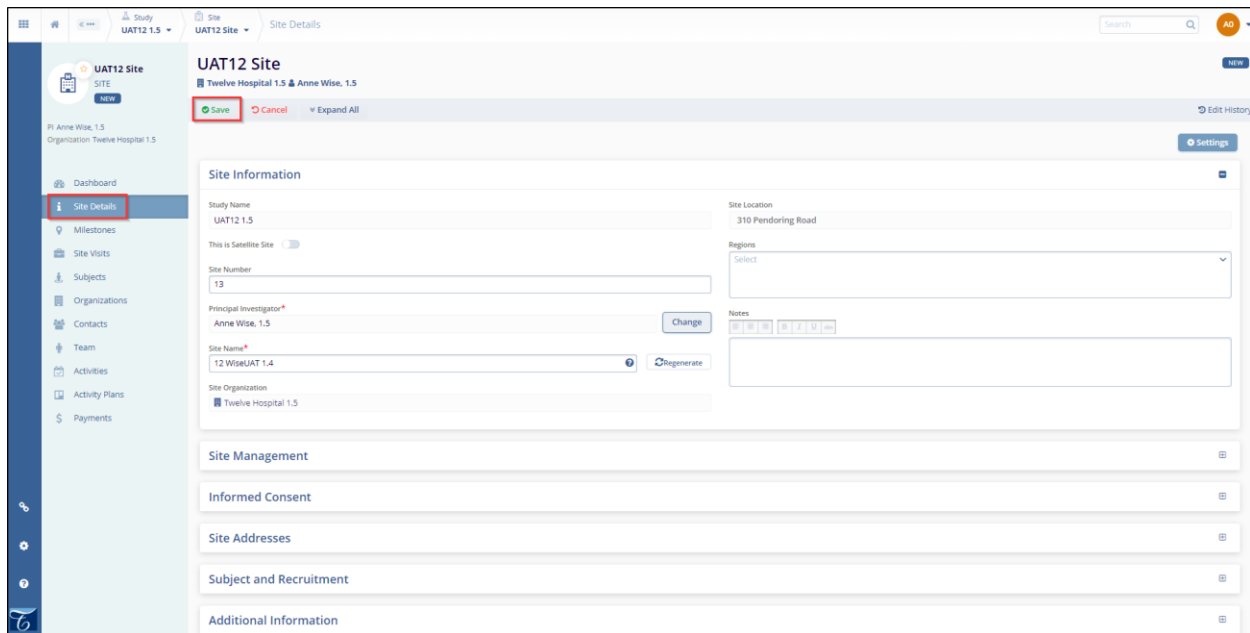 Study
UAT12 1.5
Site
UAT12 Site
Site Details
Search
AD
UAT12 Site
SITE
NEW
PI Anne Wise, 1.5
Organization Twelve Hospital 1.5
Dashboard
Site Details
Milestones
Site Visits
Subjects
Organizations
Contacts
Team
Activities
Activity Plans
Payments
UAT12 Site
NEW
Twelve Hospital 1.5 Anne Wise, 1.5
Save Cancel Expand All Edit History
Settings
Site Information
Study Name
UAT12 1.5
This is Satellite Site
Site Number
13
Principal Investigator*
Anne Wise, 1.5
Change
Site Name*
12 WiseUAT 1.4
Regenerate
Site Organization
Twelve Hospital 1.5
Site Location
310 Pendoring Road
Regions
Select
Notes
B I U abc
Site Management
Informed Consent
Site Addresses
Subject and Recruitment
Additional Information